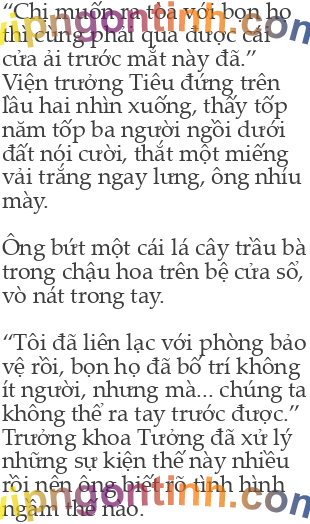 “Chị muốn ra tòa với bọn họ
thì cũng phải qua được cái
cửa ải trước mắt này đã.”
Viện trưởng Tiêu đứng trên
lầu hai nhìn xuống, thấy tốp
năm tốp ba người ngồi dưới
đất nói cười, thắt một miếng
vải trắng ngay lưng, ông nhíu
mày.
Ông bứt một cái lá cây trầu bà
trong chậu hoa trên bệ cửa sổ,
vò nát trong tay.
“Tôi đã liên lạc với phòng bảo
vệ rồi, bọn họ đã bố trí không
ít người, nhưng mà... chúng ta
không thể ra tay trước được.”
Trưởng khoa Tưởng đã xử lý
những sự kiện thế này nhiều
rồi nên ông biết rõ tình hình
ngầm thế nào.
vipngontinh.com
vipngontinh.com